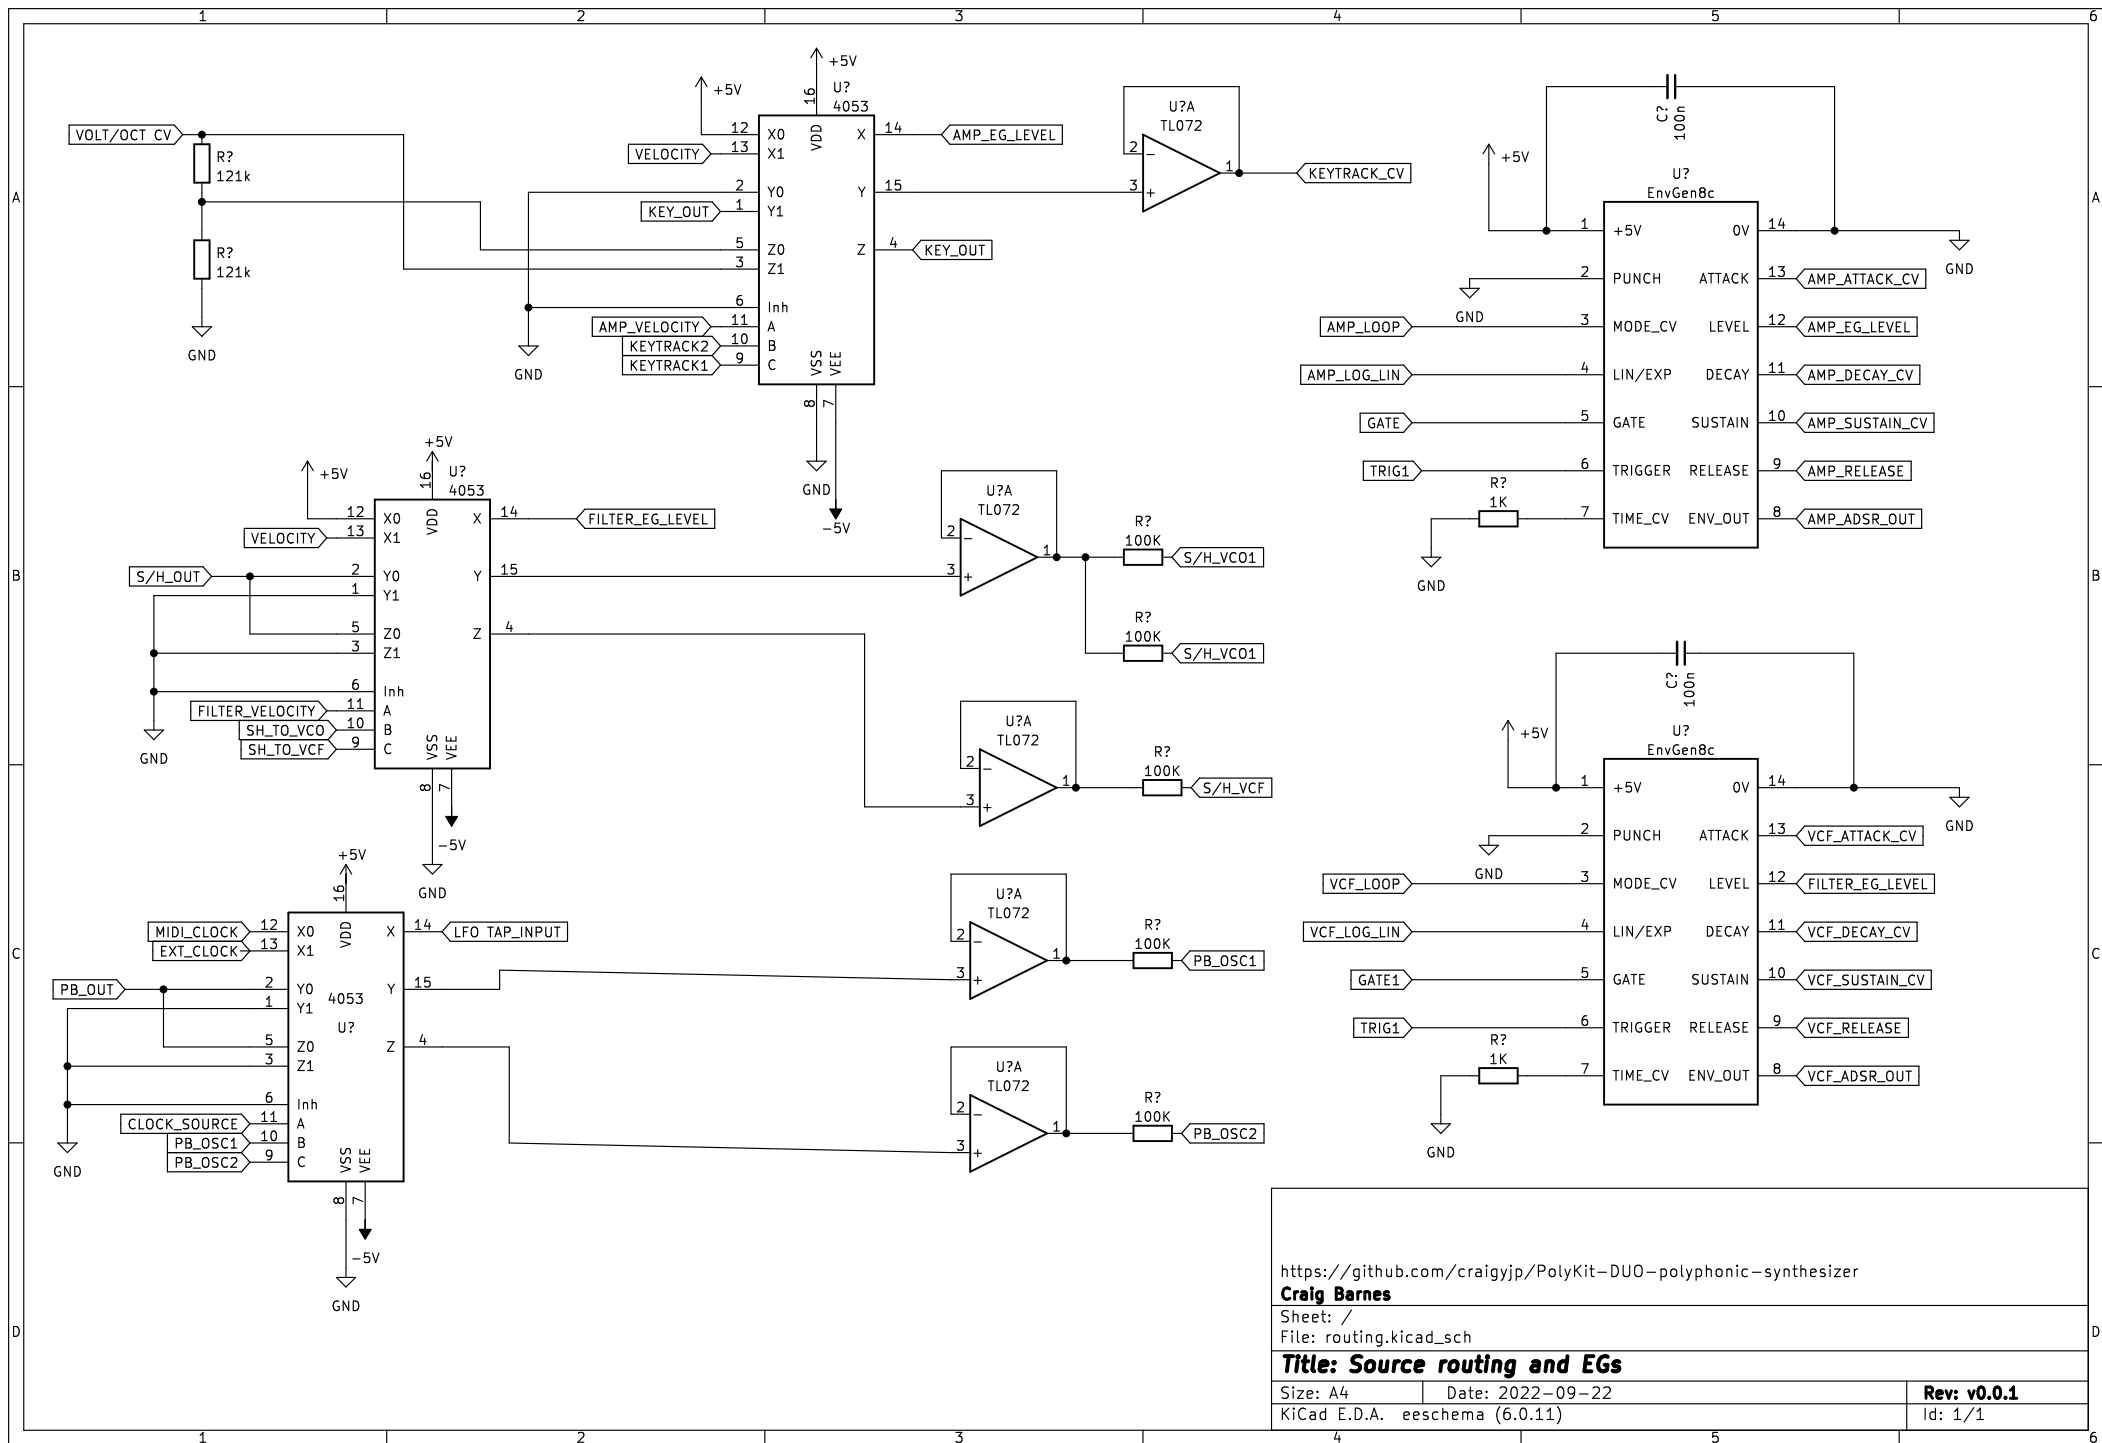 1 2 3 4 5 6
A
B
C
D
A
B
C
D
1 2 3 4 5 6
VOLT/OCT CV
R?
121k
R?
121k
GND
+5V
+5V
U?
4053
16
VDD
12 X0
13 X1
2 Y0
1 Y1
5 Z0
3 Z1
6 Inh
11 A
10 B
9 C
X 14
Y 15
Z 4
VSS
VEE
8
7
VELOCITY
KEY_OUT
AMP_VELOCITY
KEYTRACK2
KEYTRACK1
GND
GND
-5V
AMP_EG_LEVEL
KEY_OUT
U?A
TL072
2
3
1
-
+
KEYTRACK_CV
+5V
+5V
U?
4053
16
VDD
12 X0
13 X1
2 Y0
1 Y1
5 Z0
3 Z1
6 Inh
11 A
10 B
9 C
X 14
Y 15
Z 4
VSS
VEE
8
7
VELOCITY
S/H_OUT
FILTER_VELOCITY
SH_TO_VCO
SH_TO_VCF
GND
-5V
GND
FILTER_EG_LEVEL
U?A
TL072
2
3
1
-
+
R?
100K
S/H_VCO1
R?
100K
S/H_VCO1
U?A
TL072
2
3
1
-
+
R?
100K
S/H_VCF
+5V
16
VDD
12 X0
13 X1
2 Y0
1 Y1
4053
U?
5 Z0
3 Z1
6 Inh
11 A
10 B
9 C
X 14
Y 15
Z 4
VSS
VEE
8
7
MIDI_CLOCK
EXT_CLOCK
PB_OUT
CLOCK_SOURCE
PB_OSC1
PB_OSC2
GND
-5V
GND
LFO TAP_INPUT
U?A
TL072
2
3
1
-
+
R?
100K
PB_OSC1
U?A
TL072
2
3
1
-
+
R?
100K
PB_OSC2
C?
100n
+5V
U?
EnvGen8c
1 +5V 0V 14
GND
2 PUNCH ATTACK 13 AMP_ATTACK_CV
GND
AMP_LOOP 3 MODE_CV LEVEL 12 AMP_EG_LEVEL
AMP_LOG_LIN 4 LIN/EXP DECAY 11 AMP_DECAY_CV
GATE 5 GATE SUSTAIN 10 AMP_SUSTAIN_CV
TRIG1 6 TRIGGER RELEASE 9 AMP_RELEASE
R?
1K
7 TIME_CV ENV_OUT 8 AMP_ADSR_OUT
GND
C?
100n
+5V
U?
EnvGen8c
1 +5V 0V 14
GND
2 PUNCH ATTACK 13 VCF_ATTACK_CV
GND
VCF_LOOP 3 MODE_CV LEVEL 12 FILTER_EG_LEVEL
VCF_LOG_LIN 4 LIN/EXP DECAY 11 VCF_DECAY_CV
GATE1 5 GATE SUSTAIN 10 VCF_SUSTAIN_CV
TRIG1 6 TRIGGER RELEASE 9 VCF_RELEASE
R?
1K
7 TIME_CV ENV_OUT 8 VCF_ADSR_OUT
GND
https://github.com/craigyjp/PolyKit-DUO-polyphonic-synthesizer
Craig Barnes
Sheet: /
File: routing.kicad_sch
Title: Source routing and EGs
Size: A4 Date: 2022-09-22 Rev: v0.0.1
KiCad E.D.A. eeschema (6.0.11) Id: 1/1